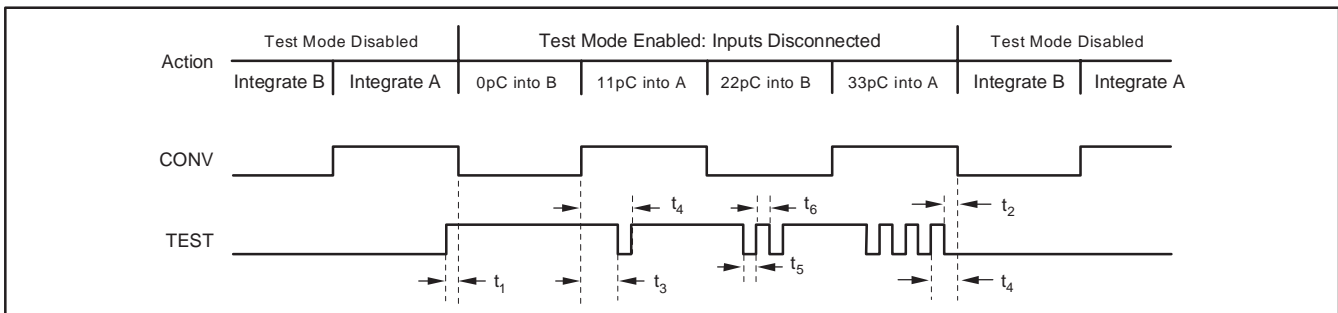 Test Mode Disabled Test Mode Enabled: Inputs Disconnected Test Mode Disabled
Action
Integrate B Integrate A 0pC into B 11pC into A 22pC into B 33pC into A Integrate B Integrate A
CONV
t4 t6 t2
TEST
t1 t3 t5 t4